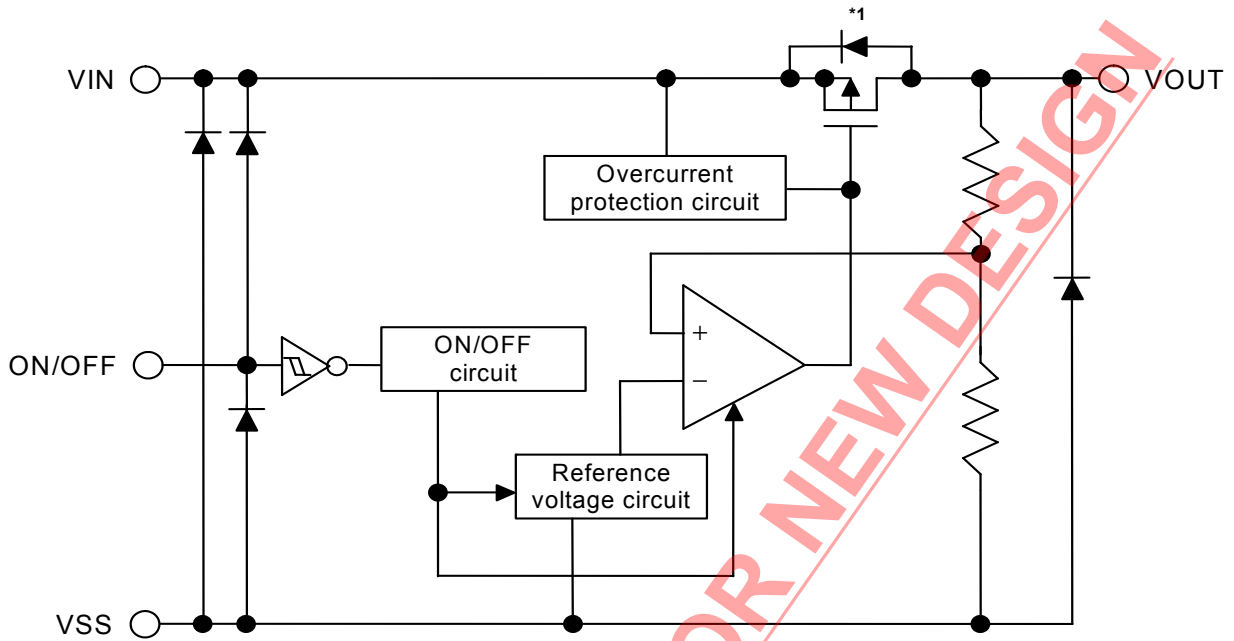 *1
VIN
VOUT
Overcurrent
protection circuit
ON/OFF
ON/OFF
circuit
+
−
Reference
voltage circuit
VSS
OR NEW DESIGN